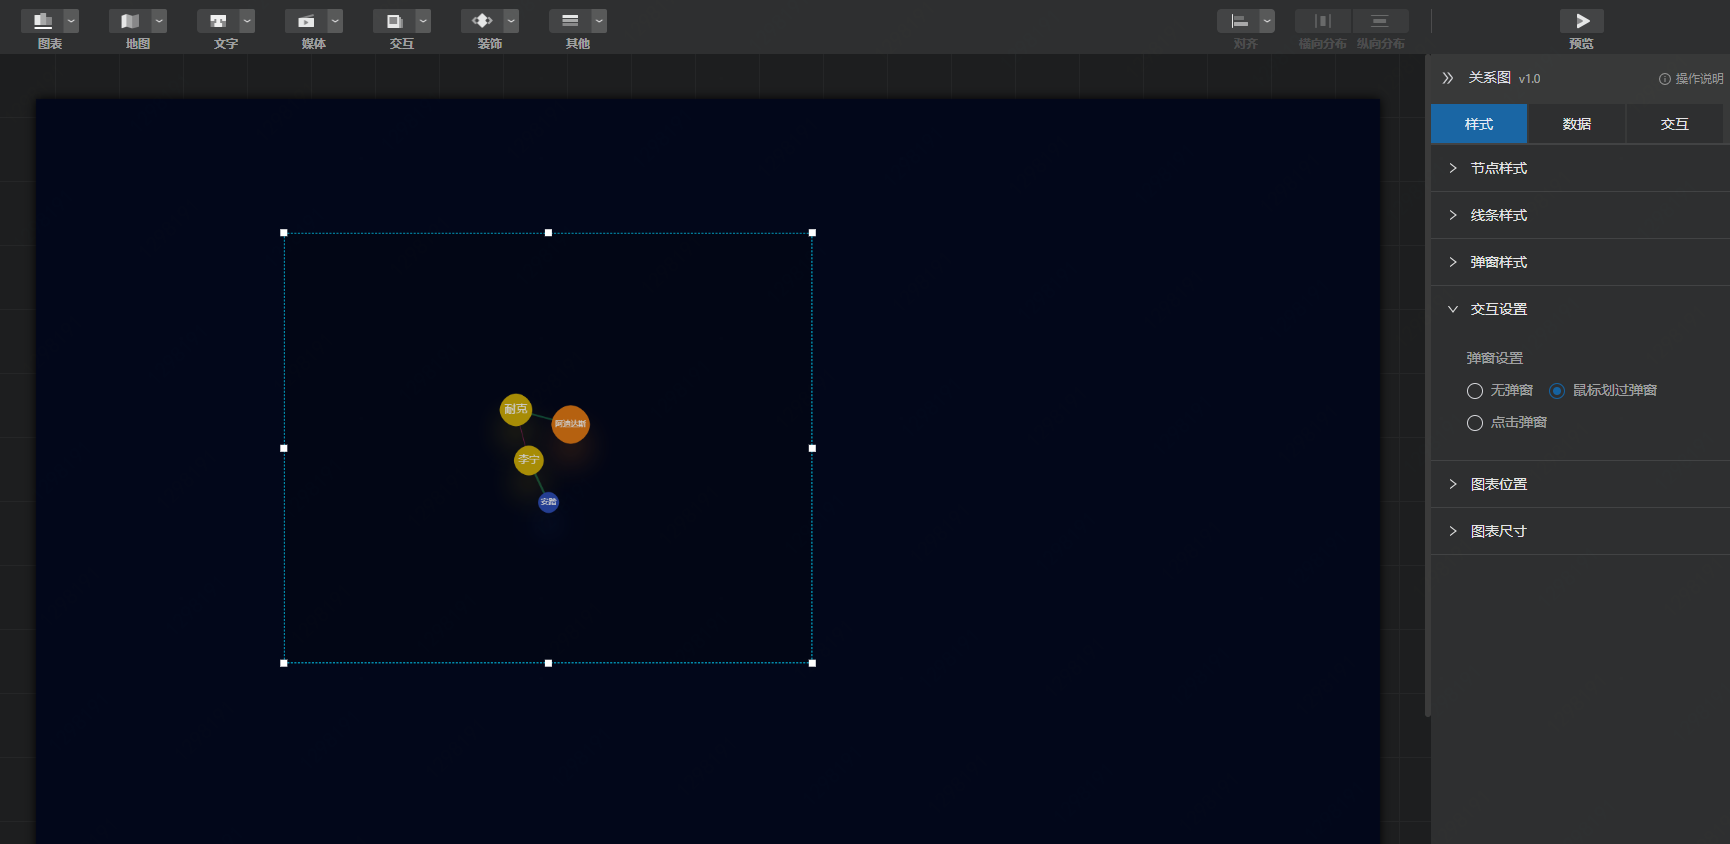 图表 地图 文字 媒体 交互 装饰 其他 对齐 横向分布 纵向分布 预览
关系图 v1.0 操作说明
样式 数据 交互
节点样式
线条样式
弹窗样式
交互设置
弹窗设置
无弹窗 鼠标划过弹窗
点击弹窗
图表位置
图表尺寸
耐克
阿迪达斯
李宁
安踏